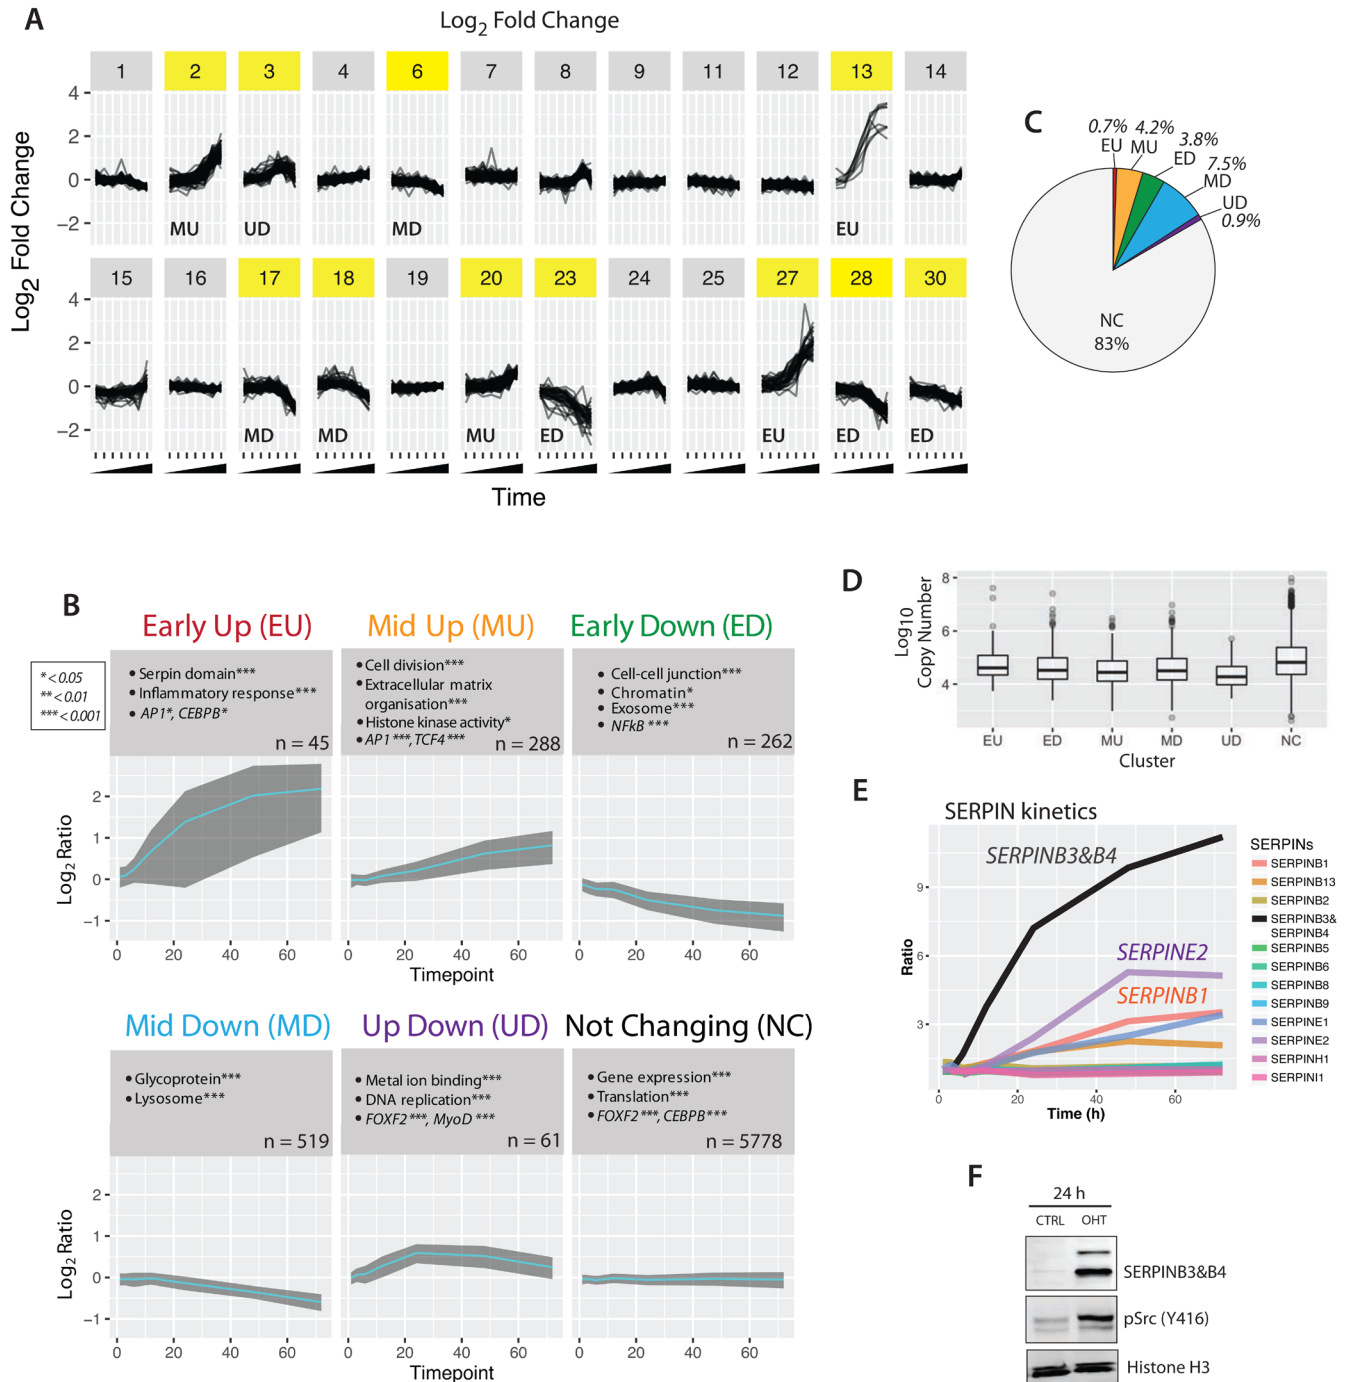 A
Log2 Fold Change
1 2 3 4 6 7 8 9 11 12 13 14
Log2 Fold Change
4
2
0
−2
MU UD MD EU
15 16 17 18 19 20 23 24 25 27 28 30
4
2
0
−2
MD MD MU ED EU ED ED
Time
C
0.7% 4.2% 3.8%
EU MU ED 7.5%
MD
UD
0.9%
NC
83%
B
* < 0.05
** < 0.01
*** < 0.001
Early Up (EU)
• Serpin domain***
• Inflammatory response***
• AP1*, CEBPB*
n = 45
Mid Up (MU)
• Cell division***
• Extracellular matrix
organisation***
• Histone kinase activity*
• AP1 ***, TCF4 ***
n = 288
Early Down (ED)
• Cell-cell junction***
• Chromatin*
• Exosome***
• NFkB ***
n = 262
Log2 Ratio
2
1
0
−1
0 20 40 60 0 20 40 60 0 20 40 60
Timepoint
Mid Down (MD)
• Glycoprotein***
• Lysosome***
n = 519
Up Down (UD)
• Metal ion binding***
• DNA replication***
• FOXF2 ***, MyoD ***
n = 61
Not Changing (NC)
• Gene expression***
• Translation***
• FOXF2 ***, CEBPB ***
n = 5778
Log2 Ratio
2
1
0
−1
0 20 40 60 0 20 40 60 0 20 40 60
Timepoint
D
Log10
Copy Number
8
6
4
EU ED MU MD UD NC
Cluster
E
SERPIN kinetics
SERPINB3&B4
SERPINE2
SERPINB1
Ratio
9
6
3
0 20 40 60
Time (h)
SERPINs
SERPINB1
SERPINB13
SERPINB2
SERPINB3&
SERPINB4
SERPINB5
SERPINB6
SERPINB8
SERPINB9
SERPINE1
SERPINE2
SERPINH1
SERPINI1
F
24 h
CTRL OHT
SERPINB3&B4
pSrc (Y416)
Histone H3